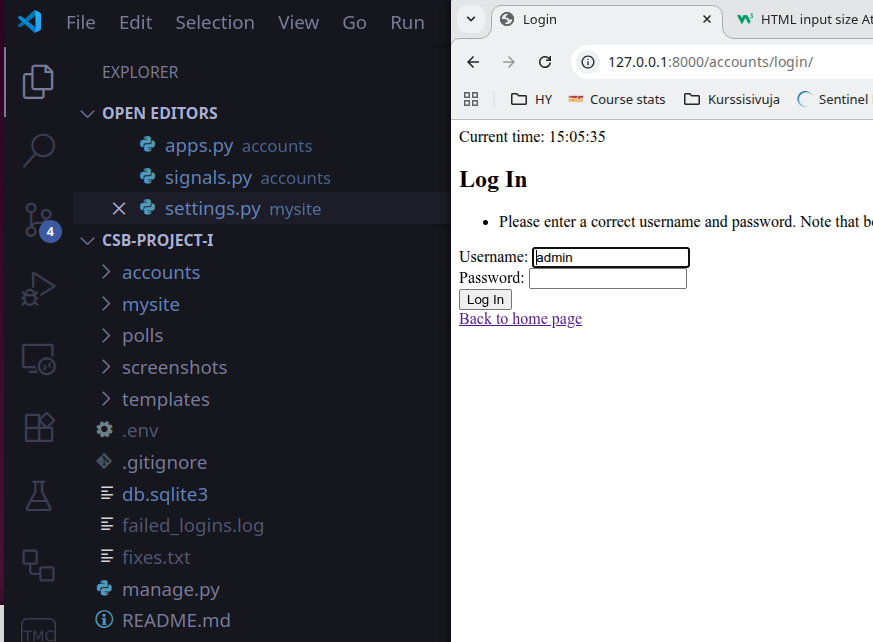 File Edit Selection View Go Run
EXPLORER
OPEN EDITORS
apps.py accounts
signals.py accounts
settings.py mysite
4
CSB-PROJECT-I
accounts
mysite
polls
screenshots
templates
.env
.gitignore
db.sqlite3
failed_logins.log
fixes.txt
manage.py
README.md
TMC
Login
HTML input size At
127.0.0.1:8000/accounts/login/
HY Course stats Kurssisivuja Sentinel
Current time: 15:05:35
Log In
Please enter a correct username and password. Note that bo
Username: admin
Password:
Log In
Back to home page